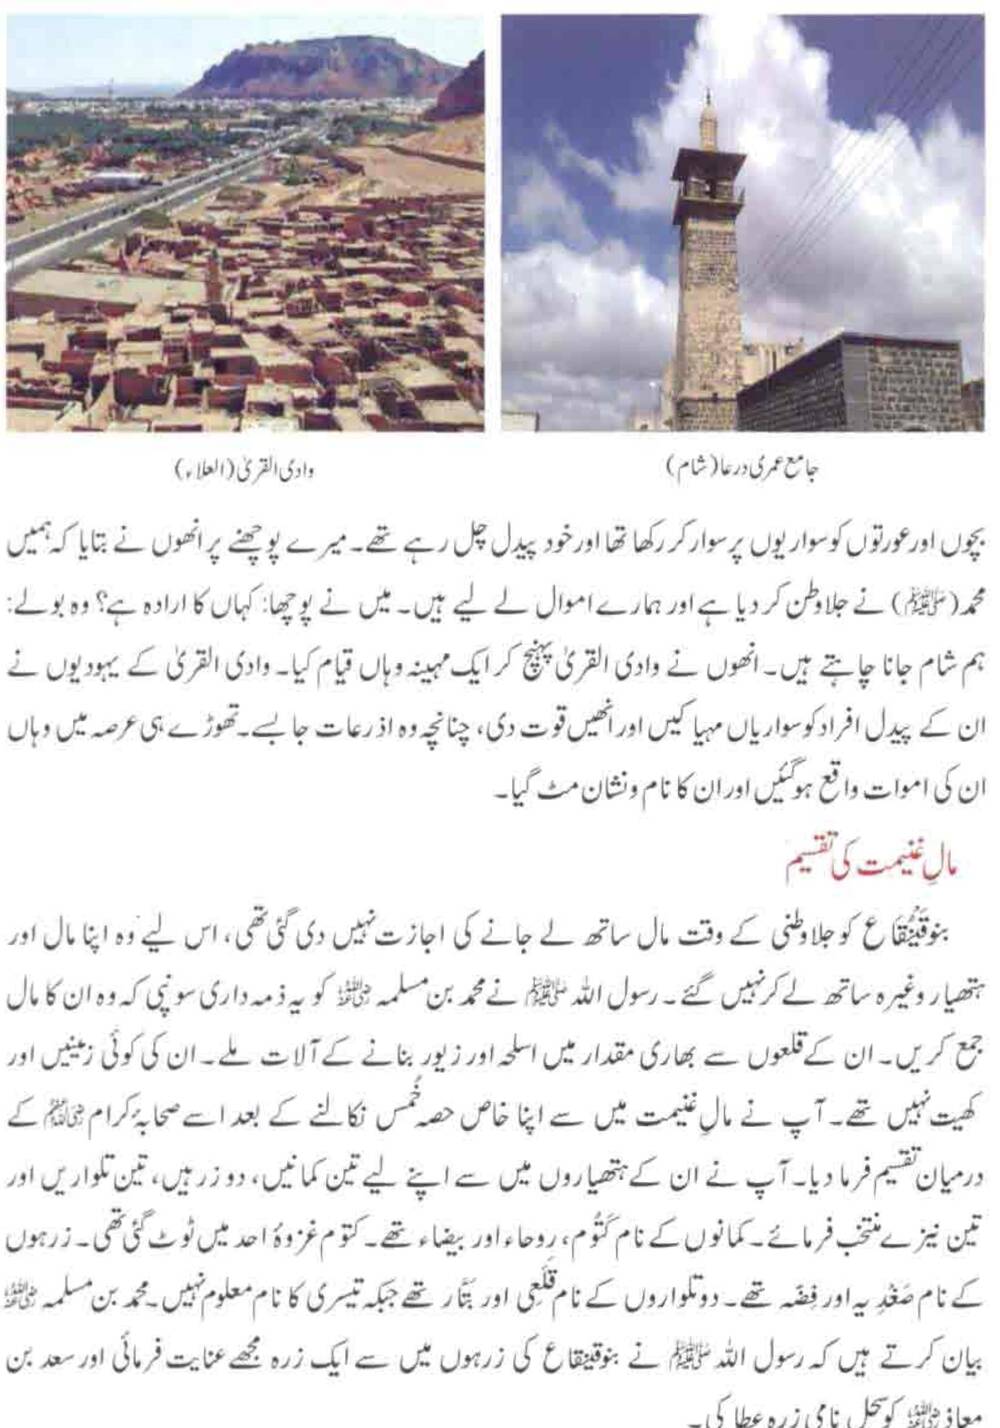 جامع عمری درعا (شام)
وادی القریٰ (العلاء)
بچوں اور عورتوں کو سواریوں پر سوار کر رکھا تھا اور خود پیدل چل رہے تھے۔ میرے پوچھنے پر انھوں نے بتایا کہ ہمیں
محمد (ﷺ) نے جلاوطن کر دیا ہے اور ہمارے اموال لے لیے ہیں۔ میں نے پوچھا: کہاں کا ارادہ ہے؟ وہ بولے:
ہم شام جانا چاہتے ہیں۔ انھوں نے وادی القریٰ پہنچ کر ایک مہینہ وہاں قیام کیا۔ وادی القریٰ کے یہودیوں نے
ان کے پیدل افراد کو سواریاں مہیا کیں اور انھیں قوت دی، چنانچہ وہ اذرعات جا بسے۔ تھوڑے ہی عرصہ میں وہاں
ان کی اموات واقع ہوگئیں اور ان کا نام و نشان مٹ گیا۔
مالِ غنیمت کی تقسیم
بنو قَیْنُقَاع کو جلاوطنی کے وقت مال ساتھ لے جانے کی اجازت نہیں دی گئی تھی، اس لیے وہ اپنا مال اور
ہتھیار وغیرہ ساتھ لے کر نہیں گئے۔ رسول اللہ ﷺ نے محمد بن مسلمہ رضی اللہ عنہ کو یہ ذمہ داری سونپی کہ وہ ان کا مال
جمع کریں۔ ان کے قلعوں سے بھاری مقدار میں اسلحہ اور زیور بنانے کے آلات ملے۔ ان کی کوئی زمینیں اور
کھیت نہیں تھے۔ آپ نے مالِ غنیمت میں سے اپنا خاص حصہ خُمس نکالنے کے بعد اسے صحابۂ کرام رضی اللہ عنہم کے
درمیان تقسیم فرما دیا۔ آپ نے ان کے ہتھیاروں میں سے اپنے لیے تین کمانیں، دو زرہیں، تین تلواریں اور
تین نیزے منتخب فرمائے۔ کمانوں کے نام کَتُوم، روحاء اور بیضاء تھے۔ کتوم غزوۂ احد میں ٹوٹ گئی تھی۔ زرہوں
کے نام صَغْدِیہ اور فِضّہ تھے۔ دو تلواروں کے نام قَلَعِی اور بَتَّار تھے جبکہ تیسری کا نام معلوم نہیں۔ محمد بن مسلمہ رضی اللہ عنہ
بیان کرتے ہیں کہ رسول اللہ ﷺ نے بنو قینقاع کی زرہوں میں سے ایک زرہ مجھے عنایت فرمائی اور سعد بن
معاذ رضی اللہ عنہ کو سحل نامی زرہ عطا کی۔